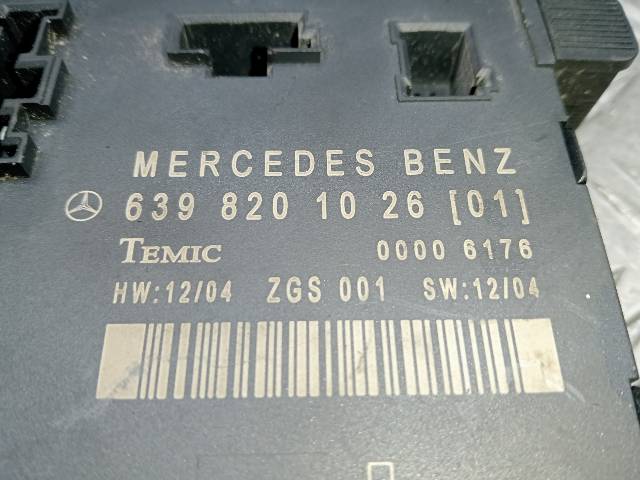 MERCEDES BENZ
639 820 10 26 [01]
TEMIC 0000 6176
HW:12/04 ZGS 001 SW:12/04